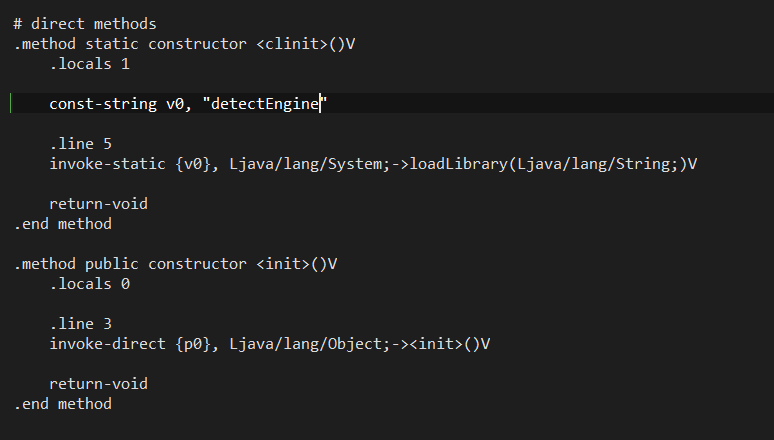 # direct methods
.method static constructor <clinit>()V
.locals 1
const-string v0, "detectEngine"
.line 5
invoke-static {v0}, Ljava/lang/System;->loadLibrary(Ljava/lang/String;)V
return-void
.end method
.method public constructor <init>()V
.locals 0
.line 3
invoke-direct {p0}, Ljava/lang/Object;-><init>()V
return-void
.end method